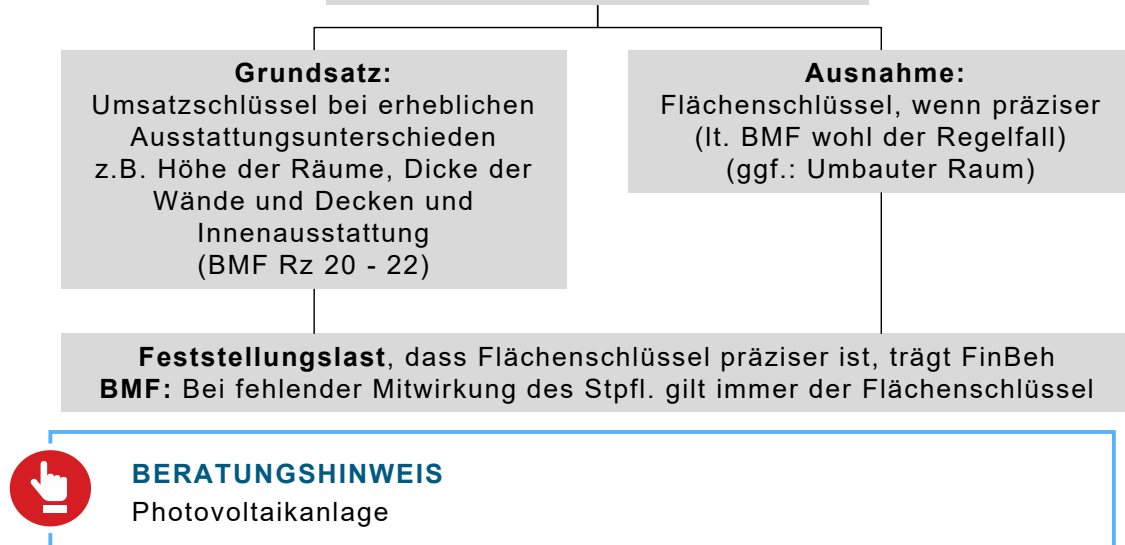 Grundsatz:
Umsatzschlüssel bei erheblichen
Ausstattungsunterschieden
z.B. Höhe der Räume, Dicke der
Wände und Decken und
Innenausstattung
(BMF Rz 20 - 22)
Ausnahme:
Flächenschlüssel, wenn präziser
(lt. BMF wohl der Regelfall)
(ggf.: Umbauter Raum)
Feststellungslast, dass Flächenschlüssel präziser ist, trägt FinBeh
BMF: Bei fehlender Mitwirkung des Stpfl. gilt immer der Flächenschlüssel
BERATUNGSHINWEIS
Photovoltaikanlage